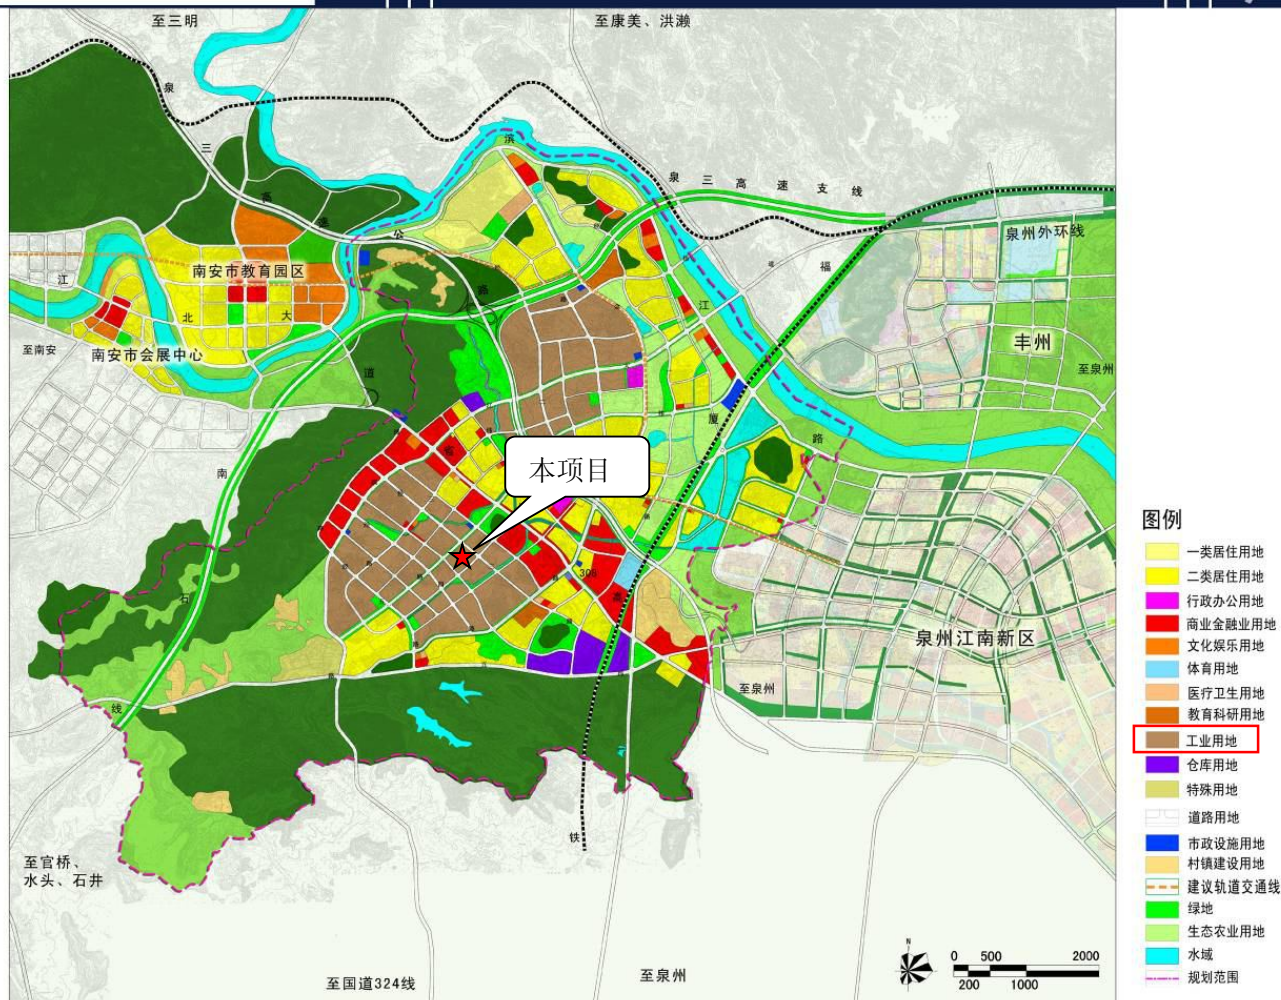 至三明
至康美、洪濑
泉
三
高
速
公
路
滨
江
路
泉三高速支线
泉州外环线
福
厦
铁
南安市教育园区
江
北
大
道
至南安
南安市会展中心
丰州
至泉州
南
石
线
省
本项目
308
高
泉州江南新区
至泉州
至官桥、
水头、石井
至国道324线
至泉州
N
0 500 2000
200 1000
图例
一类居住用地
二类居住用地
行政办公用地
商业金融业用地
文化娱乐用地
体育用地
医疗卫生用地
教育科研用地
工业用地
仓库用地
特殊用地
道路用地
市政设施用地
村镇建设用地
建议轨道交通线
绿地
生态农业用地
水域
规划范围